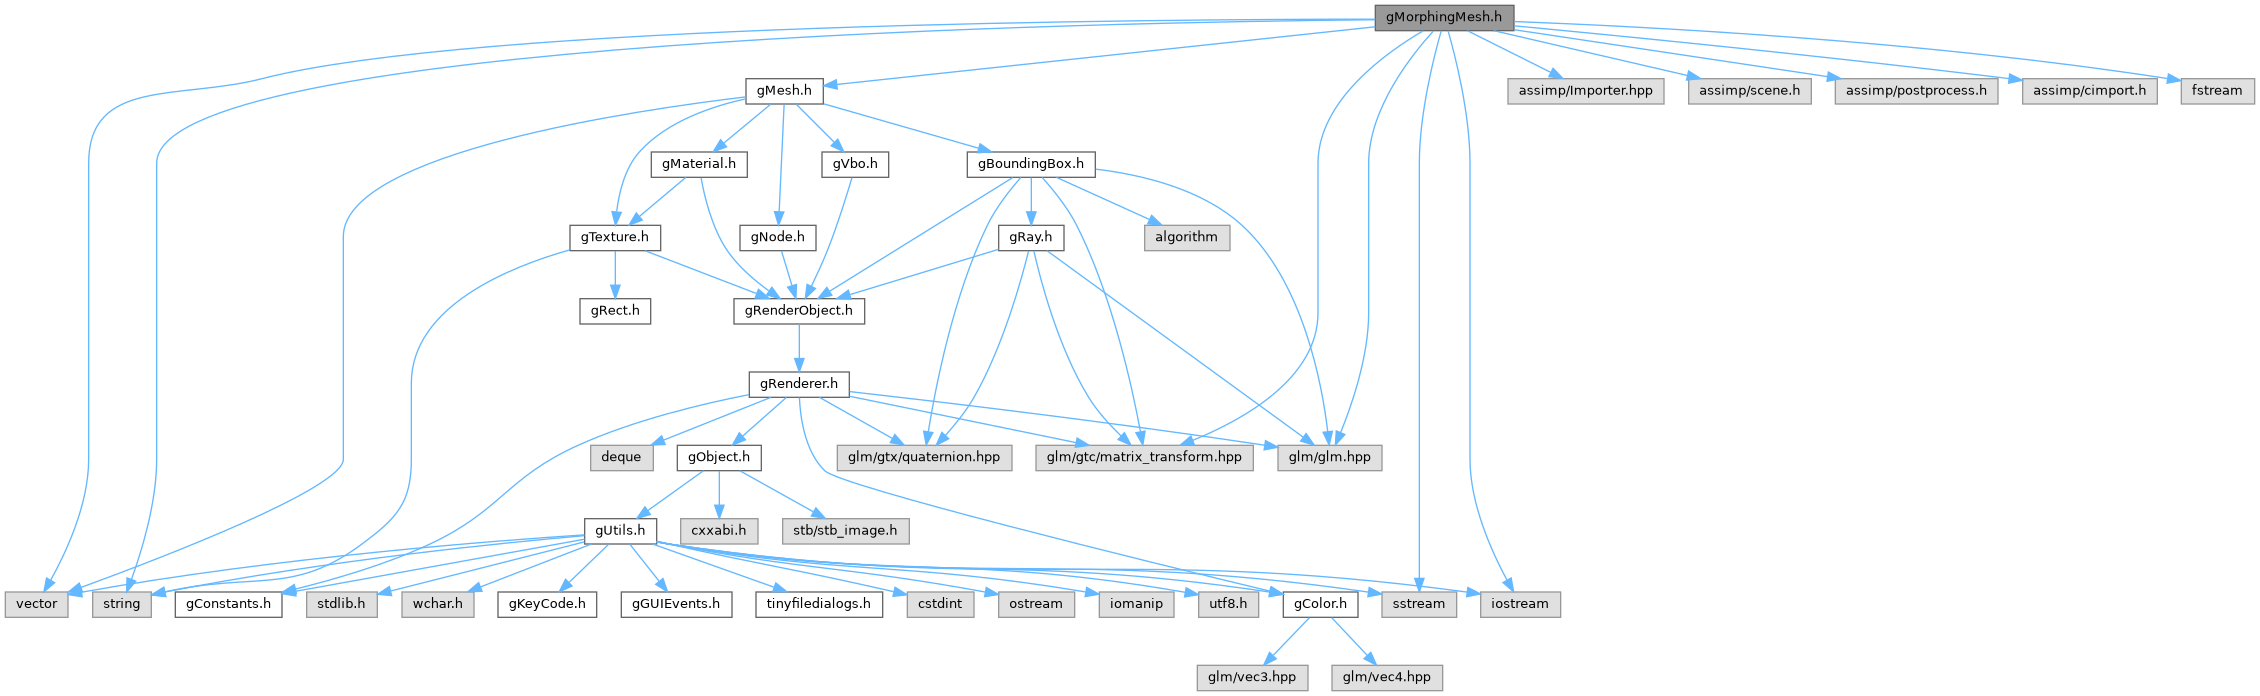 gMorphingMesh.h
gMesh.h
assimp/Importer.hpp
assimp/scene.h
assimp/postprocess.h
assimp/cimport.h
fstream
gMaterial.h
gVbo.h
gBoundingBox.h
gTexture.h
gNode.h
gRay.h
algorithm
gRect.h
gRenderObject.h
gRenderer.h
deque
gObject.h
glm/gtx/quaternion.hpp
glm/gtc/matrix_transform.hpp
glm/glm.hpp
gUtils.h
cxxabi.h
stb/stb_image.h
vector
string
gConstants.h
stdlib.h
wchar.h
gKeyCode.h
gGUIEvents.h
tinyfiledialogs.h
cstdint
ostream
iomanip
utf8.h
gColor.h
sstream
iostream
glm/vec3.hpp
glm/vec4.hpp